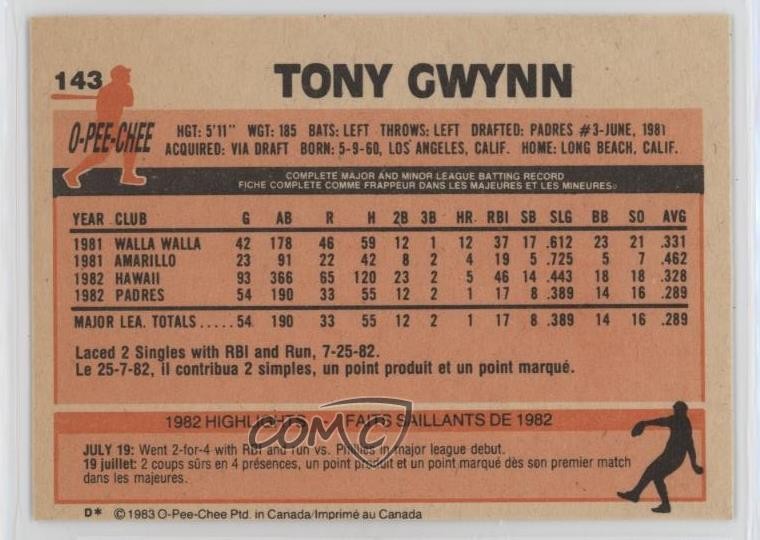 143
TONY GWYNN
O-PEE-CHEE
HGT: 5'11" WGT: 185 BATS: LEFT THROWS: LEFT DRAFTED: PADRES #3-JUNE, 1981
ACQUIRED: VIA DRAFT BORN: 5-9-60, LOS ANGELES, CALIF. HOME: LONG BEACH, CALIF.
COMPLETE MAJOR AND MINOR LEAGUE BATTING RECORD
FICHE COMPLETE COMME FRAPPEUR DANS LES MAJEURES ET LES MINEURES
YEAR CLUB G AB R H 2B 3B HR RBI SB SLG BB SO AVG
1981 WALLA WALLA 42 178 46 59 12 1 12 37 17 .612 23 21 .331
1981 AMARILLO 23 91 22 42 8 2 4 19 5 .725 5 7 .462
1982 HAWAII 93 366 65 120 23 2 5 46 14 .443 18 18 .328
1982 PADRES 54 190 33 55 12 2 1 17 8 .389 14 16 .289
MAJOR LEA. TOTALS.....54 190 33 55 12 2 1 17 8 .389 14 16 .289
Laced 2 Singles with RBI and Run, 7-25-82.
Le 25-7-82, il contribua 2 simples, un point produit et un point marqué.
1982 HIGHLIGHTS FAITS SAILLANTS DE 1982
JULY 19: Went 2-for-4 with RBI and run vs. Phillies in major league debut.
19 juillet: 2 coups sûrs en 4 présences, un point produit et un point marqué dès son premier match
dans les majeures.
COMC
D* © 1983 O-Pee-Chee Ptd. in Canada/Imprimé au Canada